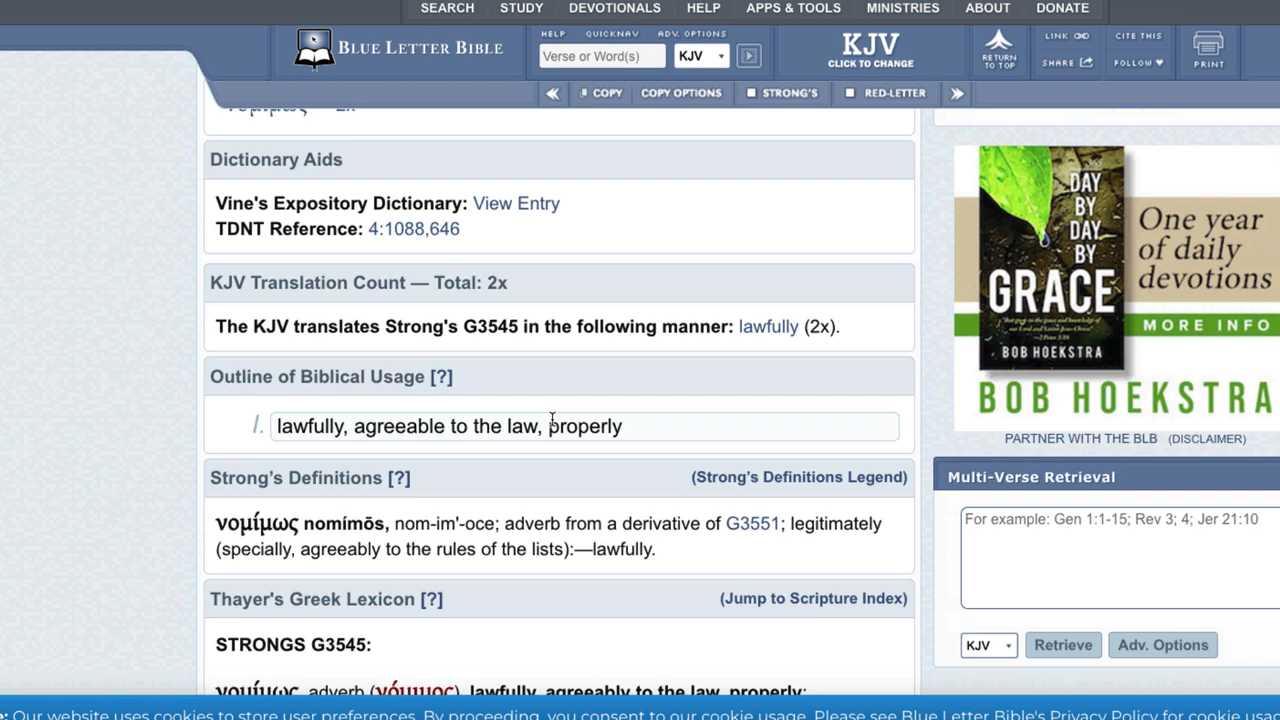 SEARCH STUDY DEVOTIONALS HELP APPS & TOOLS MINISTRIES ABOUT DONATE
BLUE LETTER BIBLE
HELP QUICKNAV ADV. OPTIONS
Verse or Word(s) KJV
KJV
CLICK TO CHANGE
RETURN
TO TOP
LINK CITE THIS
SHARE FOLLOW
PRINT
COPY COPY OPTIONS STRONG'S RED-LETTER
Dictionary Aids
Vine's Expository Dictionary: View Entry
TDNT Reference: 4:1088,646
KJV Translation Count — Total: 2x
The KJV translates Strong's G3545 in the following manner: lawfully (2x).
Outline of Biblical Usage [?]
I. lawfully, agreeable to the law, properly
Strong's Definitions [?] (Strong's Definitions Legend)
νομίμως nomímōs, nom-im'-oce; adverb from a derivative of G3551; legitimately
(specially, agreeably to the rules of the lists):—lawfully.
Thayer's Greek Lexicon [?] (Jump to Scripture Index)
STRONGS G3545:
νομίμως, adverb (νόμιμος), lawfully, agreeably to the law, properly:
DAY
BY
DAY
BY
GRACE
BOB HOEKSTRA
One year
of daily
devotions
MORE INFO
BOB HOEKSTRA
PARTNER WITH THE BLB (DISCLAIMER)
Multi-Verse Retrieval
For example: Gen 1:1-15; Rev 3; 4; Jer 21:10
KJV Retrieve Adv. Options
Our website uses cookies to store user preferences. By proceeding, you consent to our cookie usage. Please see Blue Letter Bible's Privacy Policy for cookie